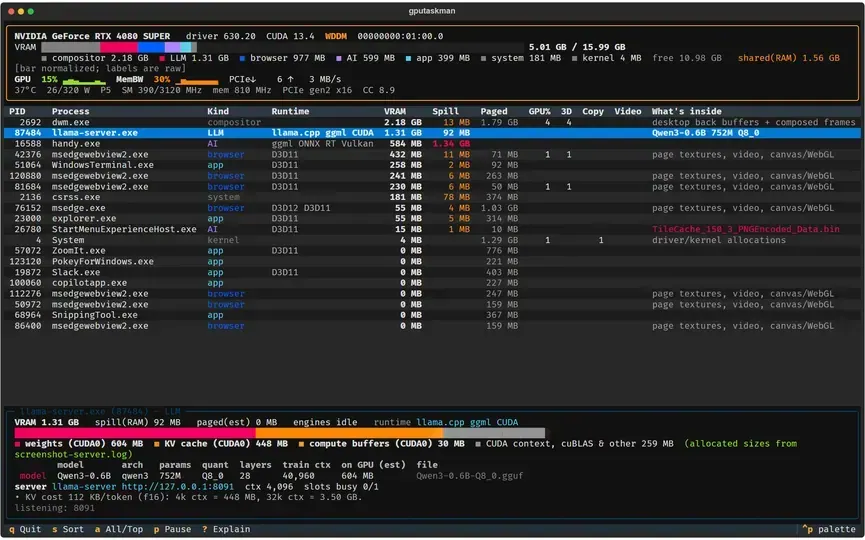 gputaskman
NVIDIA GeForce RTX 4080 SUPER driver 630.20 CUDA 13.4 WDDM 00000000:01:00.0
VRAM 5.01 GB / 15.99 GB
compositor 2.18 GB LLM 1.31 GB browser 977 MB AI 599 MB app 399 MB system 181 MB kernel 4 MB free 10.98 GB shared(RAM) 1.56 GB
[bar normalized; labels are raw]
GPU 15% MemBW 30% PCIe↓ 6 ↑ 3 MB/s
37°C 26/320 W P5 SM 390/3120 MHz mem 810 MHz PCIe gen2 x16 CC 8.9
PID Process Kind Runtime VRAM Spill Paged GPU% 3D Copy Video What's inside
2692 dwm.exe compositor 2.18 GB 13 MB 1.79 GB 4 4 desktop back buffers + composed frames
87484 llama-server.exe LLM llama.cpp ggml CUDA 1.31 GB 92 MB Qwen3-0.6B 752M Q8_0
16588 handy.exe AI ggml ONNX RT Vulkan 584 MB 1.34 GB
42376 msedgewebview2.exe browser D3D11 432 MB 11 MB 71 MB 1 1 page textures, video, canvas/WebGL
51064 WindowsTerminal.exe app D3D11 258 MB 2 MB 92 MB
120880 msedgewebview2.exe browser D3D11 241 MB 6 MB 263 MB page textures, video, canvas/WebGL
81684 msedgewebview2.exe browser D3D11 230 MB 6 MB 50 MB 1 1 page textures, video, canvas/WebGL
2136 csrss.exe system 181 MB 78 MB 374 MB
76152 msedge.exe browser D3D12 D3D11 55 MB 4 MB 1.03 GB page textures, video, canvas/WebGL
23000 explorer.exe app D3D11 55 MB 5 MB 314 MB
26780 StartMenuExperienceHost.exe AI D3D11 15 MB 1 MB 10 MB TileCache_150_3_PNGEncoded_Data.bin
4 System kernel 4 MB 1.29 GB 1 1 driver/kernel allocations
57072 ZoomIt.exe app D3D11 0 MB 776 MB
123120 PokeyForWindows.exe app 0 MB 221 MB
19872 Slack.exe app D3D11 0 MB 403 MB
100060 copilotapp.exe app 0 MB 227 MB
112276 msedgewebview2.exe browser 0 MB 247 MB page textures, video, canvas/WebGL
50972 msedgewebview2.exe browser 0 MB 159 MB page textures, video, canvas/WebGL
68964 SnippingTool.exe app 0 MB 367 MB
86400 msedgewebview2.exe browser 0 MB 159 MB page textures, video, canvas/WebGL
llama-server.exe (87484) — LLM
VRAM 1.31 GB spill(RAM) 92 MB paged(est) 0 MB engines idle runtime llama.cpp ggml CUDA
weights (CUDA0) 604 MB KV cache (CUDA0) 448 MB compute buffers (CUDA0) 30 MB CUDA context, cuBLAS & other 259 MB (allocated sizes from
screenshot-server.log)
model arch params quant layers train ctx on GPU (est) file
model Qwen3-0.6B qwen3 752M Q8_0 28 40,960 604 MB Qwen3-0.6B-Q8_0.gguf
server llama-server http://127.0.0.1:8091 ctx 4,096 slots busy 0/1
• KV cost 112 KB/token (f16): 4k ctx = 448 MB, 32k ctx = 3.50 GB.
listening: 8091
q Quit s Sort a All/Top p Pause ? Explain ^p palette